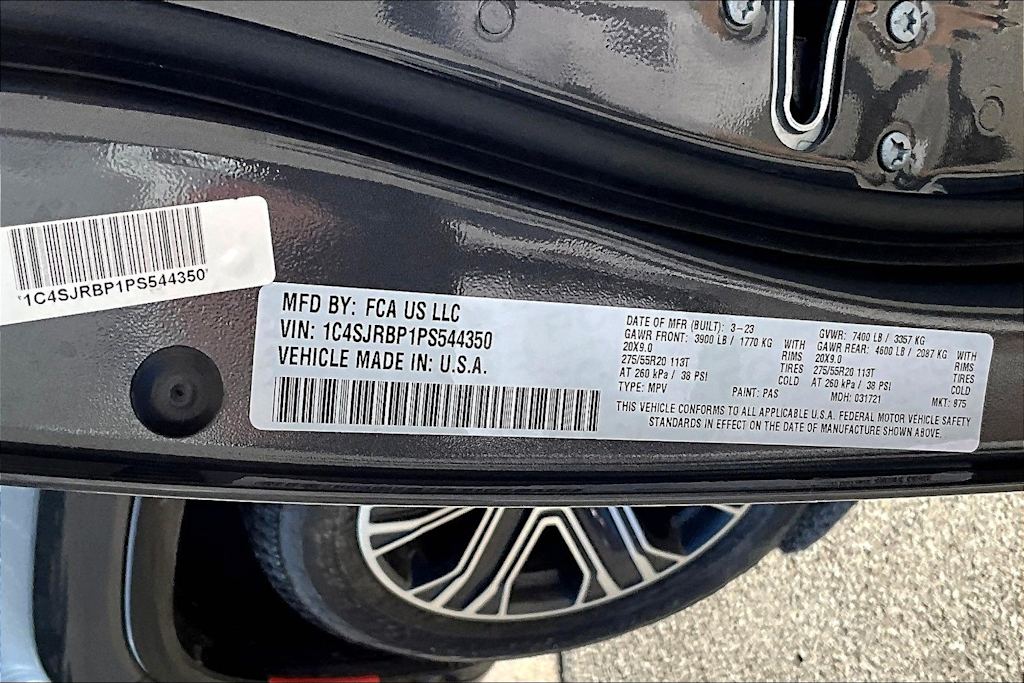 *1C4SJRBP1PS544350*
MFD BY: FCA US LLC
VIN: 1C4SJRBP1PS544350
VEHICLE MADE IN: U.S.A.
DATE OF MFR (BUILT): 3-23
GAWR FRONT: 3900 LB / 1770 KG WITH
20X9.0 RIMS
275/55R20 113T TIRES
AT 260 kPa / 38 PSI COLD
TYPE: MPV PAINT: PAS
GVWR: 7400 LB / 3357 KG
GAWR REAR: 4600 LB / 2087 KG WITH
20X9.0 RIMS
275/55R20 113T TIRES
AT 260 kPa / 38 PSI COLD
MDH: 031721 MKT: 875
THIS VEHICLE CONFORMS TO ALL APPLICABLE U.S.A. FEDERAL MOTOR VEHICLE SAFETY
STANDARDS IN EFFECT ON THE DATE OF MANUFACTURE SHOWN ABOVE.